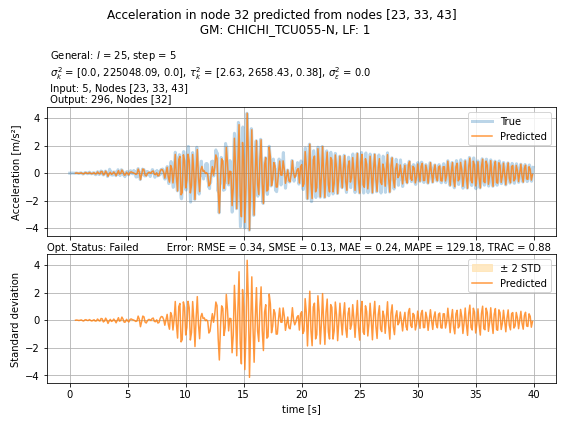 Acceleration in node 32 predicted from nodes [23, 33, 43]
GM: CHICHI_TCU055-N, LF: 1
General: l = 25, step = 5
σ²ₖ = [0.0, 225048.09, 0.0], τ²ₖ = [2.63, 2658.43, 0.38], σ²ε = 0.0
Input: 5, Nodes [23, 33, 43]
Output: 296, Nodes [32]
4
2
0
−2
−4
Acceleration [m/s²]
True
Predicted
Opt. Status: Failed Error: RMSE = 0.34, SMSE = 0.13, MAE = 0.24, MAPE = 129.18, TRAC = 0.88
4
2
0
−2
−4
Standard deviation
± 2 STD
Predicted
0 5 10 15 20 25 30 35 40
time [s]